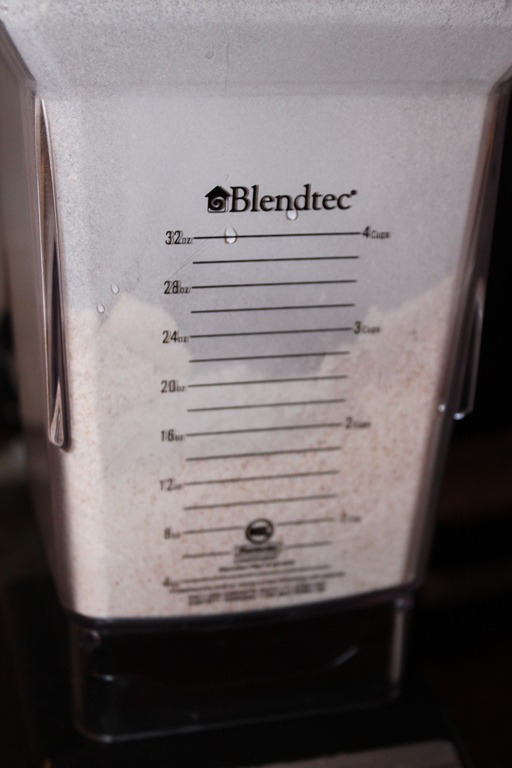 Blendtec
32oz 4 Cups
28oz
24oz 3 Cups
20oz
16oz 2 Cups
12oz
8oz 1 Cup
4oz